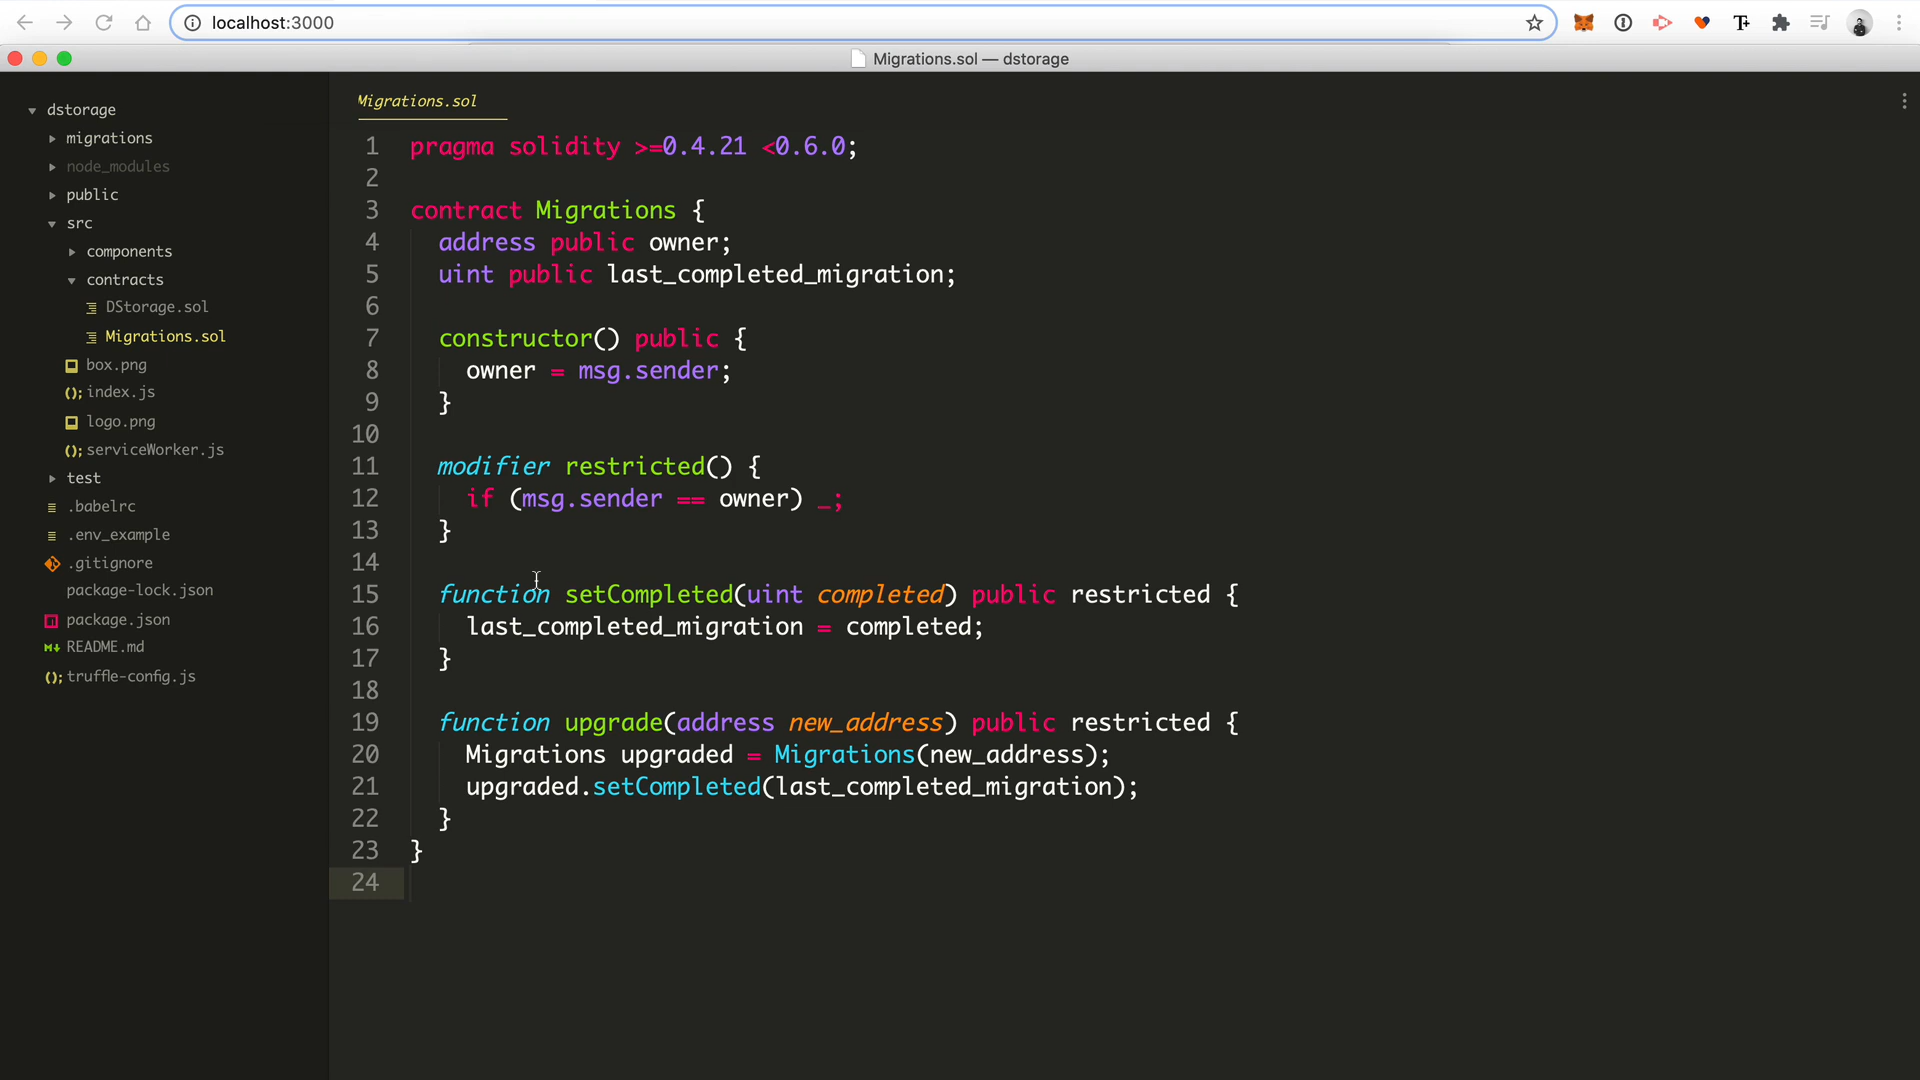 localhost:3000
Migrations.sol — dstorage
dstorage
migrations
node_modules
public
src
components
contracts
DStorage.sol
Migrations.sol
box.png
index.js
logo.png
serviceWorker.js
test
.babelrc
.env_example
.gitignore
package-lock.json
package.json
README.md
truffle-config.js
Migrations.sol
1 pragma solidity >=0.4.21 <0.6.0;
2
3 contract Migrations {
4 address public owner;
5 uint public last_completed_migration;
6
7 constructor() public {
8 owner = msg.sender;
9 }
10
11 modifier restricted() {
12 if (msg.sender == owner) _;
13 }
14
15 function setCompleted(uint completed) public restricted {
16 last_completed_migration = completed;
17 }
18
19 function upgrade(address new_address) public restricted {
20 Migrations upgraded = Migrations(new_address);
21 upgraded.setCompleted(last_completed_migration);
22 }
23 }
24